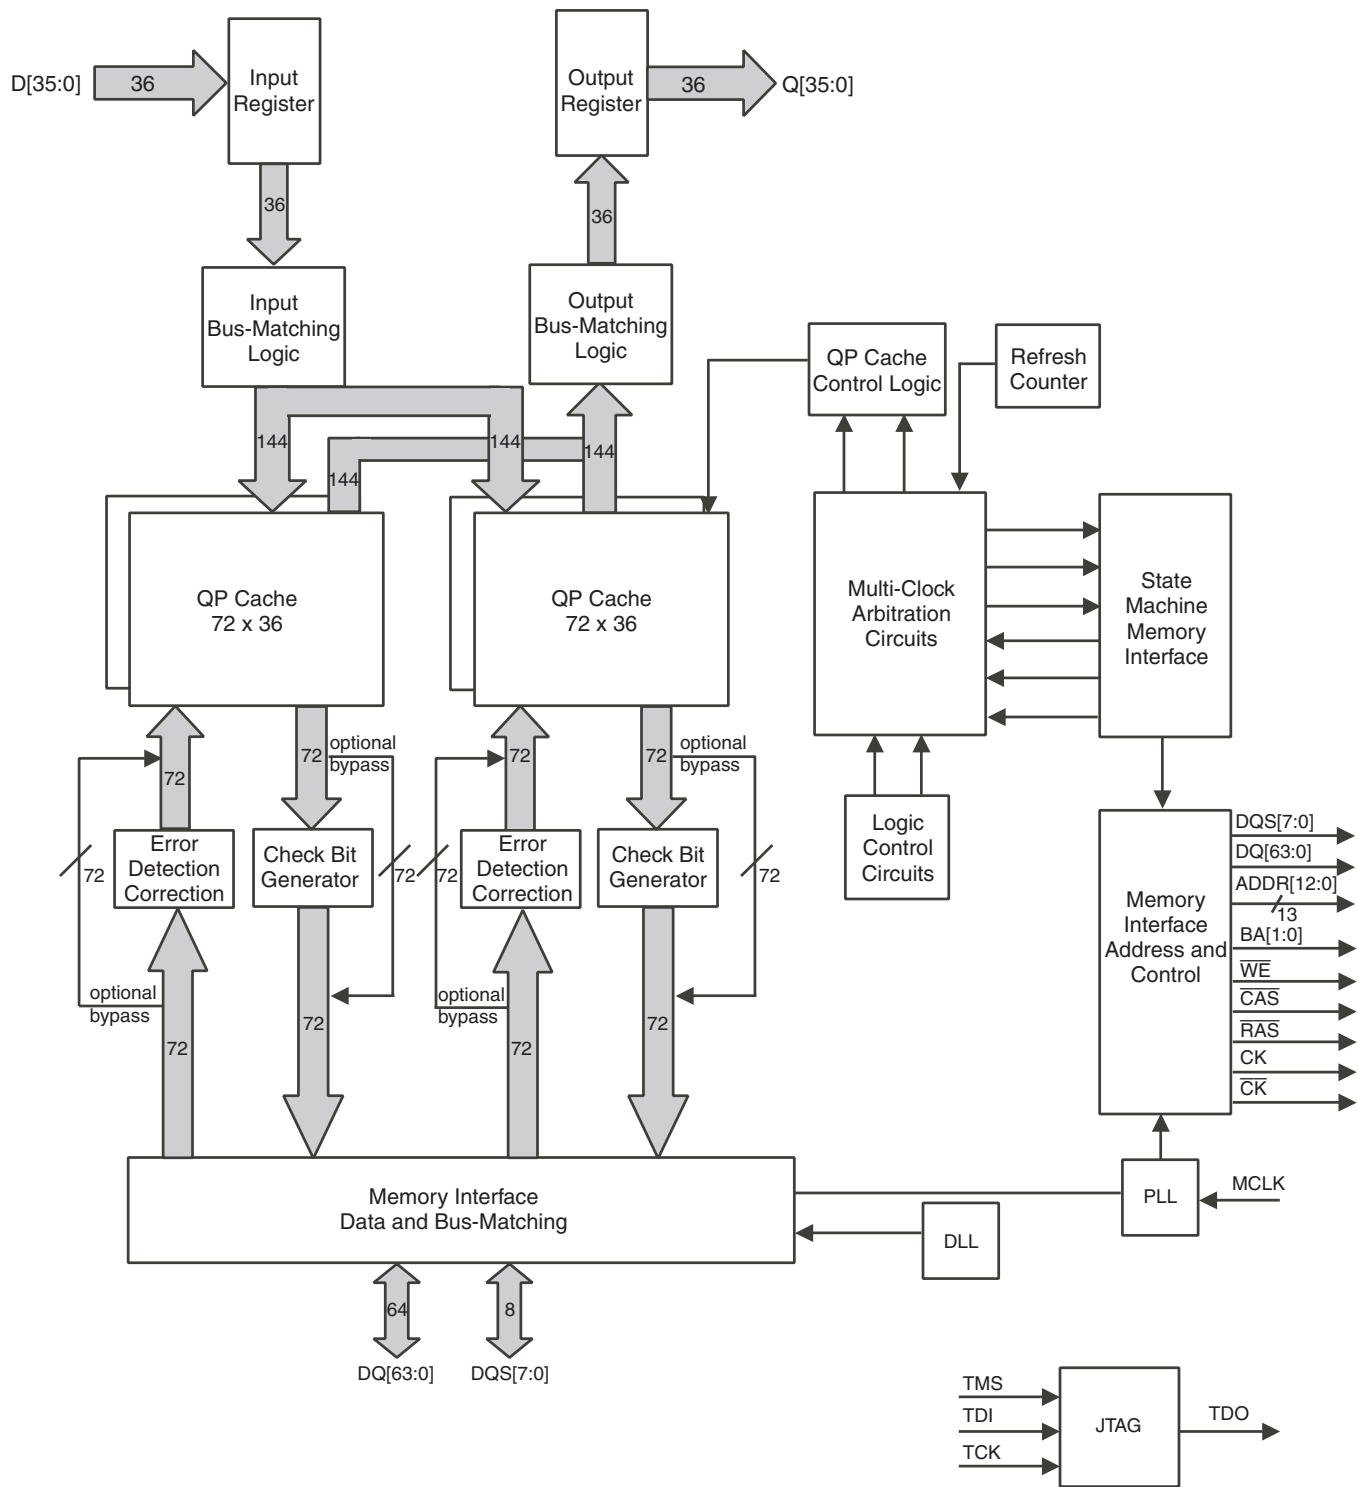 D[35:0]
36
Input
Register
Output
Register
36
Q[35:0]
36
36
Input
Bus-Matching
Logic
Output
Bus-Matching
Logic
QP Cache
Control Logic
Refresh
Counter
144
144
144
144
QP Cache
72 x 36
QP Cache
72 x 36
Multi-Clock
Arbitration
Circuits
State
Machine
Memory
Interface
72
72
optional
bypass
72
72
optional
bypass
72
Error
Detection
Correction
Check Bit
Generator
72
72
Error
Detection
Correction
Check Bit
Generator
72
Logic
Control
Circuits
Memory
Interface
Address and
Control
DQS[7:0]
DQ[63:0]
ADDR[12:0]
13
BA[1:0]
W̅E̅
C̅A̅S̅
R̅A̅S̅
CK
C̅K̅
optional
bypass
72
72
optional
bypass
72
72
Memory Interface
Data and Bus-Matching
PLL
MCLK
DLL
64
8
DQ[63:0]
DQS[7:0]
TMS
TDI
TCK
JTAG
TDO